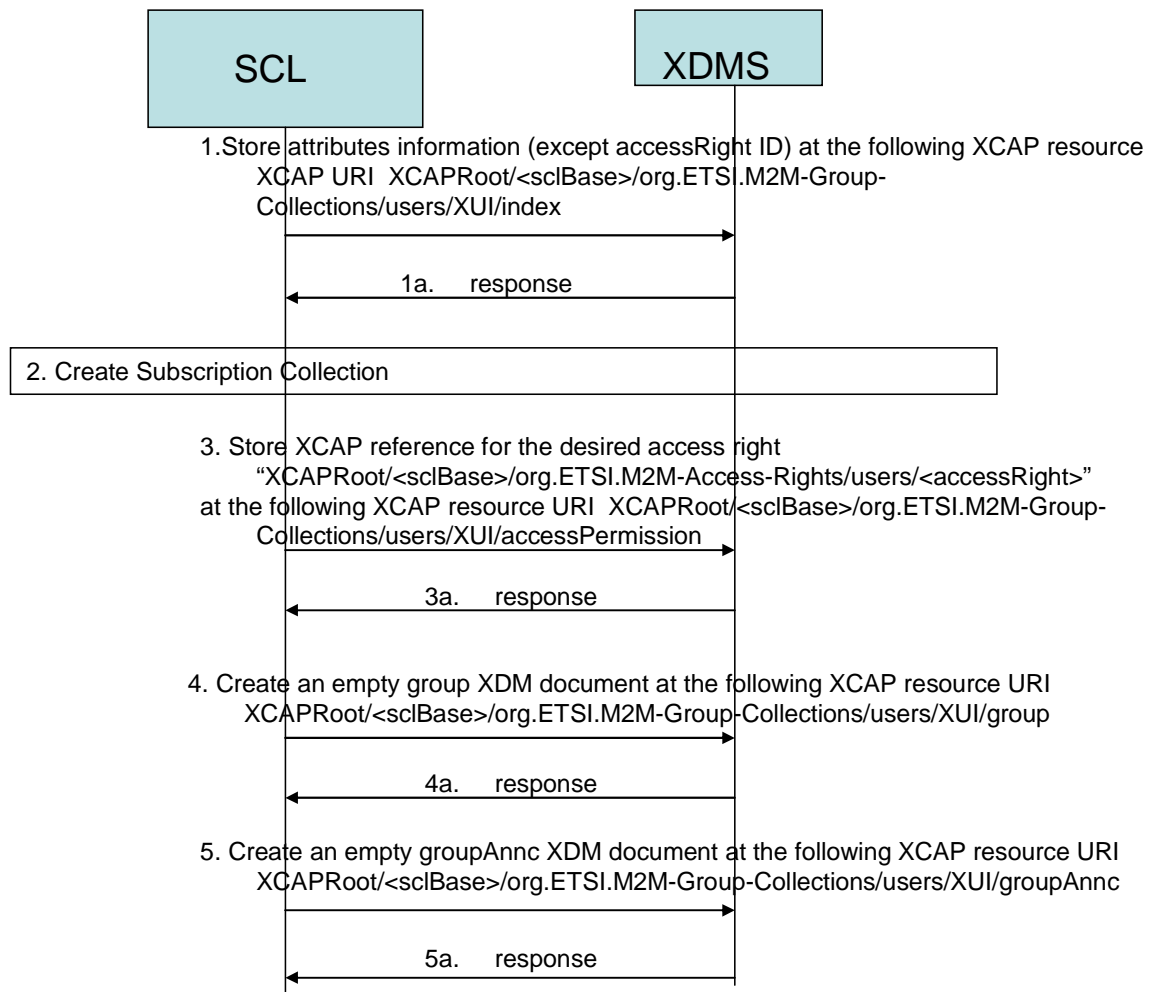 SCL
XDMS
1.Store attributes information (except accessRight ID) at the following XCAP resource
XCAP URI XCAPRoot/<sclBase>/org.ETSI.M2M-Group-
Collections/users/XUI/index
1a. response
2. Create Subscription Collection
3. Store XCAP reference for the desired access right
“XCAPRoot/<sclBase>/org.ETSI.M2M-Access-Rights/users/<accessRight>”
at the following XCAP resource URI XCAPRoot/<sclBase>/org.ETSI.M2M-Group-
Collections/users/XUI/accessPermission
3a. response
4. Create an empty group XDM document at the following XCAP resource URI
XCAPRoot/<sclBase>/org.ETSI.M2M-Group-Collections/users/XUI/group
4a. response
5. Create an empty groupAnnc XDM document at the following XCAP resource URI
XCAPRoot/<sclBase>/org.ETSI.M2M-Group-Collections/users/XUI/groupAnnc
5a. response